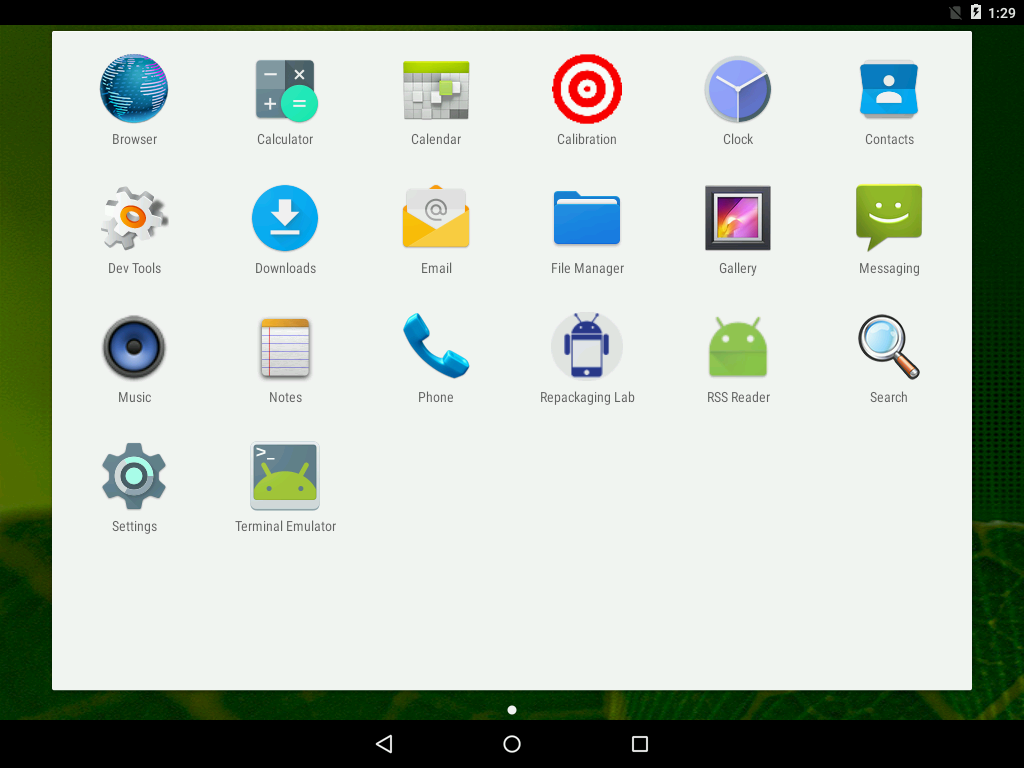 1:29
Browser
Calculator
Calendar
Calibration
Clock
Contacts
Dev Tools
Downloads
@
Email
File Manager
Gallery
Messaging
Music
Notes
Phone
Repackaging Lab
RSS Reader
Search
>_
Settings
Terminal Emulator